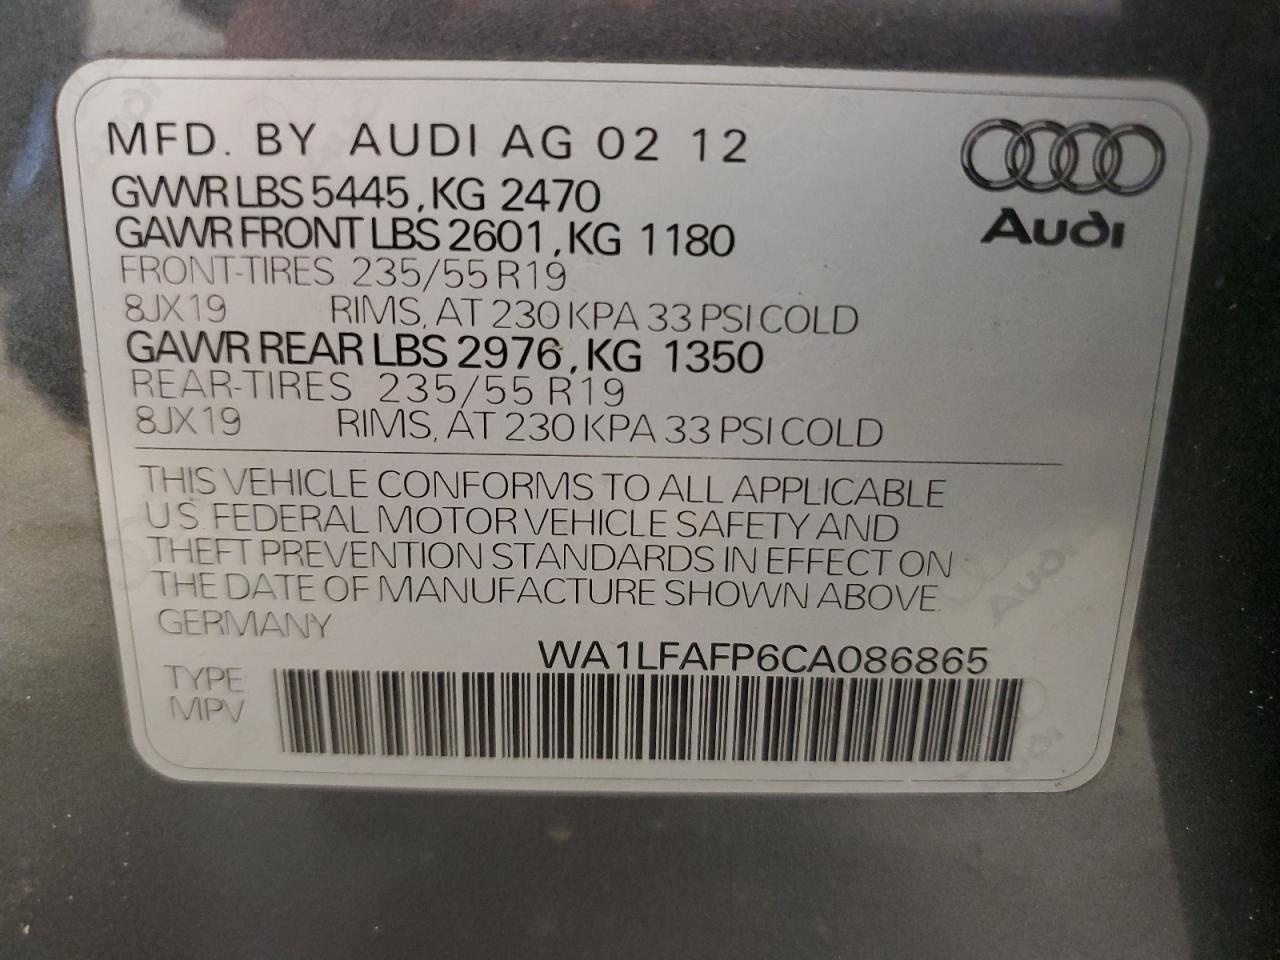 MFD. BY AUDI AG 02 12
GVWR LBS 5445, KG 2470
GAWR FRONT LBS 2601, KG 1180
FRONT-TIRES 235/55 R19
8JX19 RIMS, AT 230 KPA 33 PSI COLD
GAWR REAR LBS 2976, KG 1350
REAR-TIRES 235/55 R19
8JX19 RIMS, AT 230 KPA 33 PSI COLD
Audi
THIS VEHICLE CONFORMS TO ALL APPLICABLE
U.S. FEDERAL MOTOR VEHICLE SAFETY AND
THEFT PREVENTION STANDARDS IN EFFECT ON
THE DATE OF MANUFACTURE SHOWN ABOVE.
GERMANY
WA1LFAFP6CA086865
TYPE
MPV
Audi